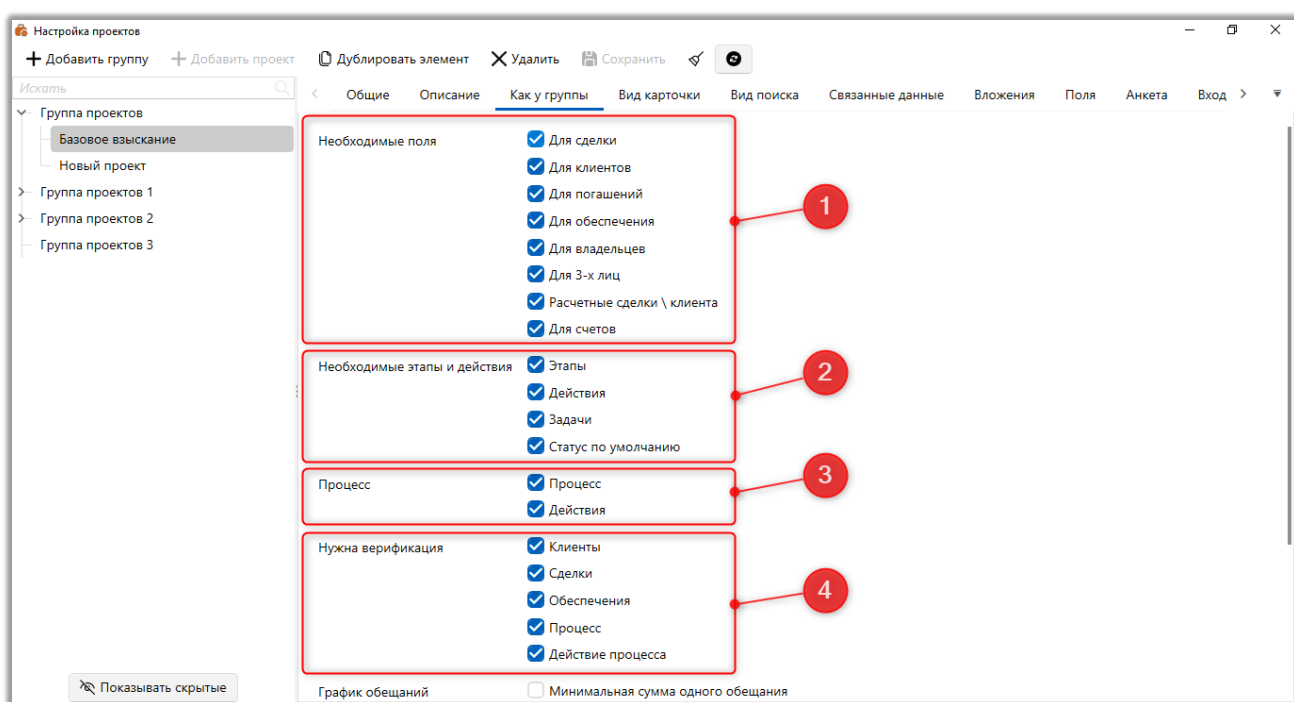 Настройка проектов
Добавить группу Добавить проект Дублировать элемент Удалить Сохранить
Искать
Общие Описание Как у группы Вид карточки Вид поиска Связанные данные Вложения Поля Анкета Вход
Группа проектов
Базовое взыскание
Новый проект
Группа проектов 1
Группа проектов 2
Группа проектов 3
Необходимые поля Для сделки
Для клиентов
Для погашений
Для обеспечения
Для владельцев
Для 3-х лиц
Расчетные сделки \ клиента
Для счетов
1
Необходимые этапы и действия Этапы
Действия
Задачи
Статус по умолчанию
2
Процесс Процесс
Действия
3
Нужна верификация Клиенты
Сделки
Обеспечения
Процесс
Действие процесса
4
График обещаний Минимальная сумма одного обещания
Показывать скрытые